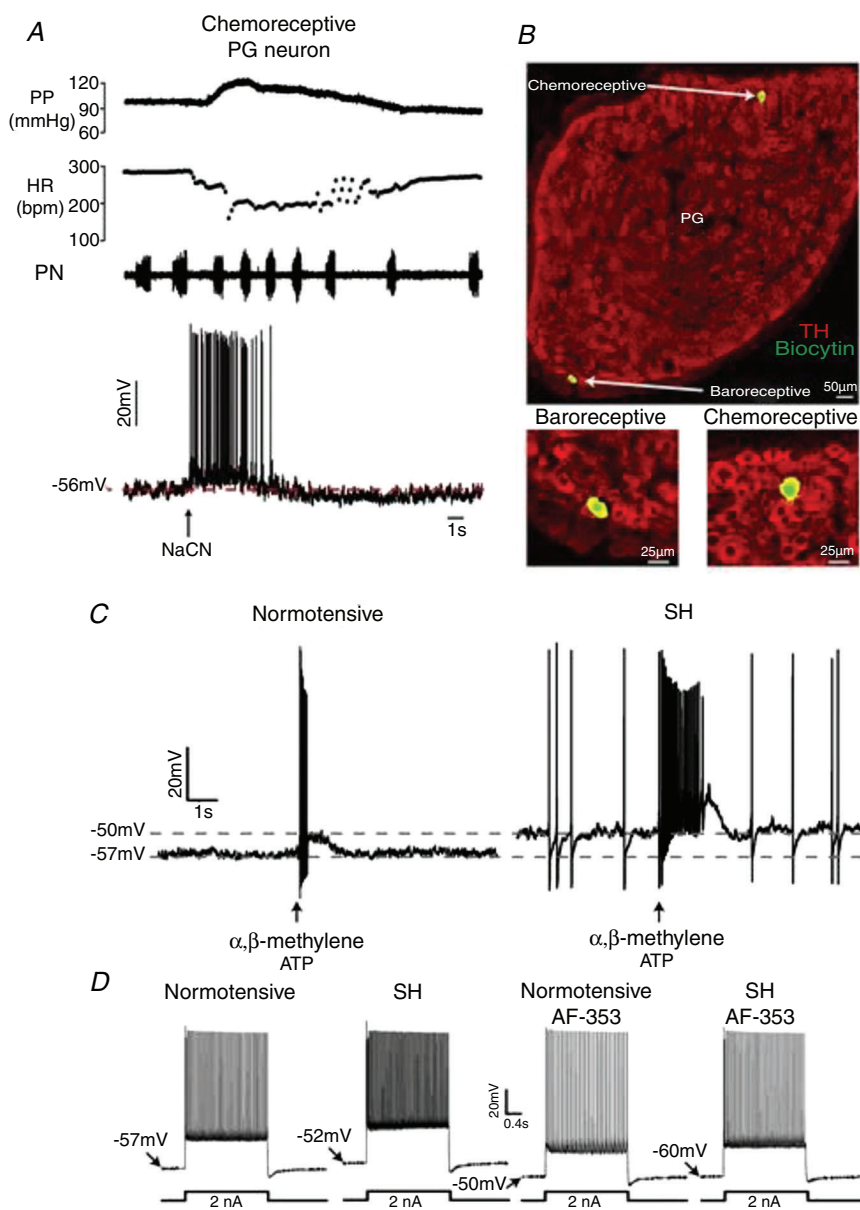 A
Chemoreceptive
PG neuron
PP
(mmHg)
120
90
60
HR
(bpm)
300
200
100
PN
20mV
-56mV
NaCN
1s
B
Chemoreceptive
PG
TH
Biocytin
Baroreceptive
50µm
Baroreceptive
Chemoreceptive
25µm
25µm
C
Normotensive
SH
20mV
1s
-50mV
-57mV
α,β-methylene
ATP
α,β-methylene
ATP
D
Normotensive
SH
Normotensive
AF-353
SH
AF-353
20mV
0.4s
-57mV
-52mV
-50mV
-60mV
2 nA
2 nA
2 nA
2 nA